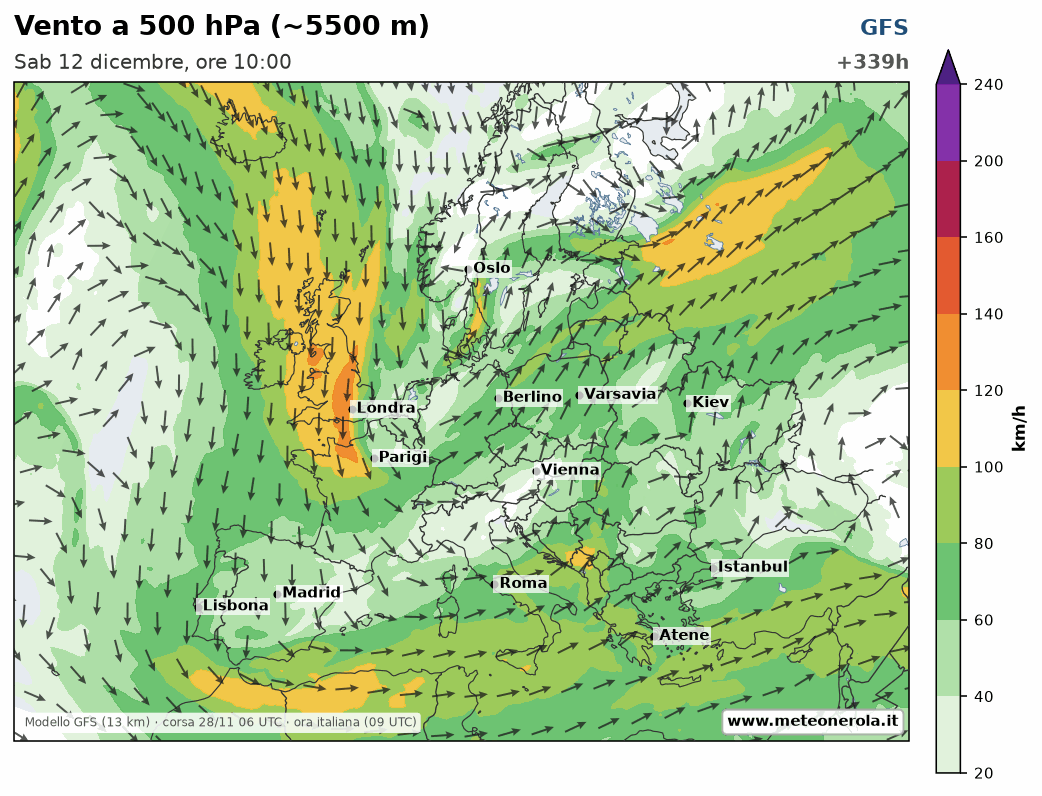 Vento a 500 hPa (~5500 m)
GFS
Sab 12 dicembre, ore 10:00
+339h
240
200
160
140
120
100
80
60
40
20
km/h
Oslo
Londra
Berlino
Varsavia
Kiev
Parigi
Vienna
Istanbul
Roma
Madrid
Lisbona
Atene
Modello GFS (13 km) · corsa 28/11 06 UTC · ora italiana (09 UTC)
www.meteonerola.it